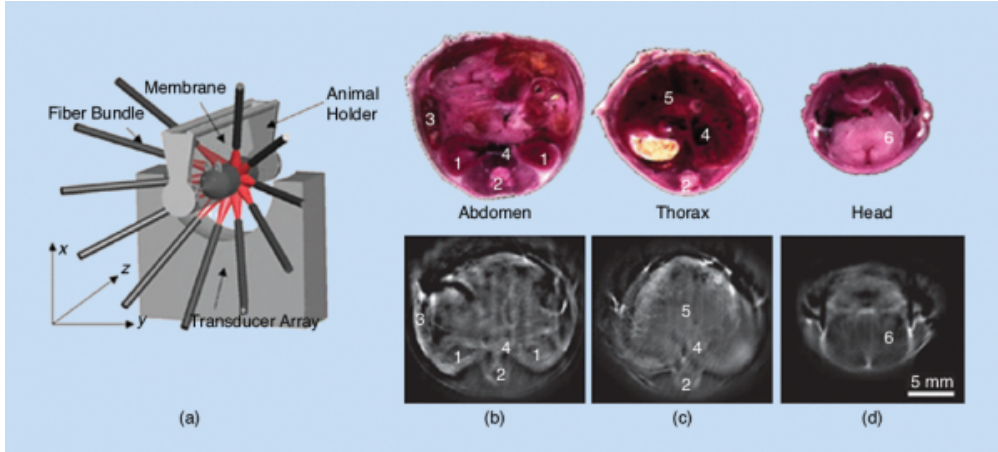 Membrane
Fiber Bundle
Animal
Holder
x
z
y
Transducer Array
(a)
3
1
4
1
2
Abdomen
3
1
4
1
2
(b)
5
4
2
Thorax
5
4
2
(c)
6
Head
6
5 mm
(d)